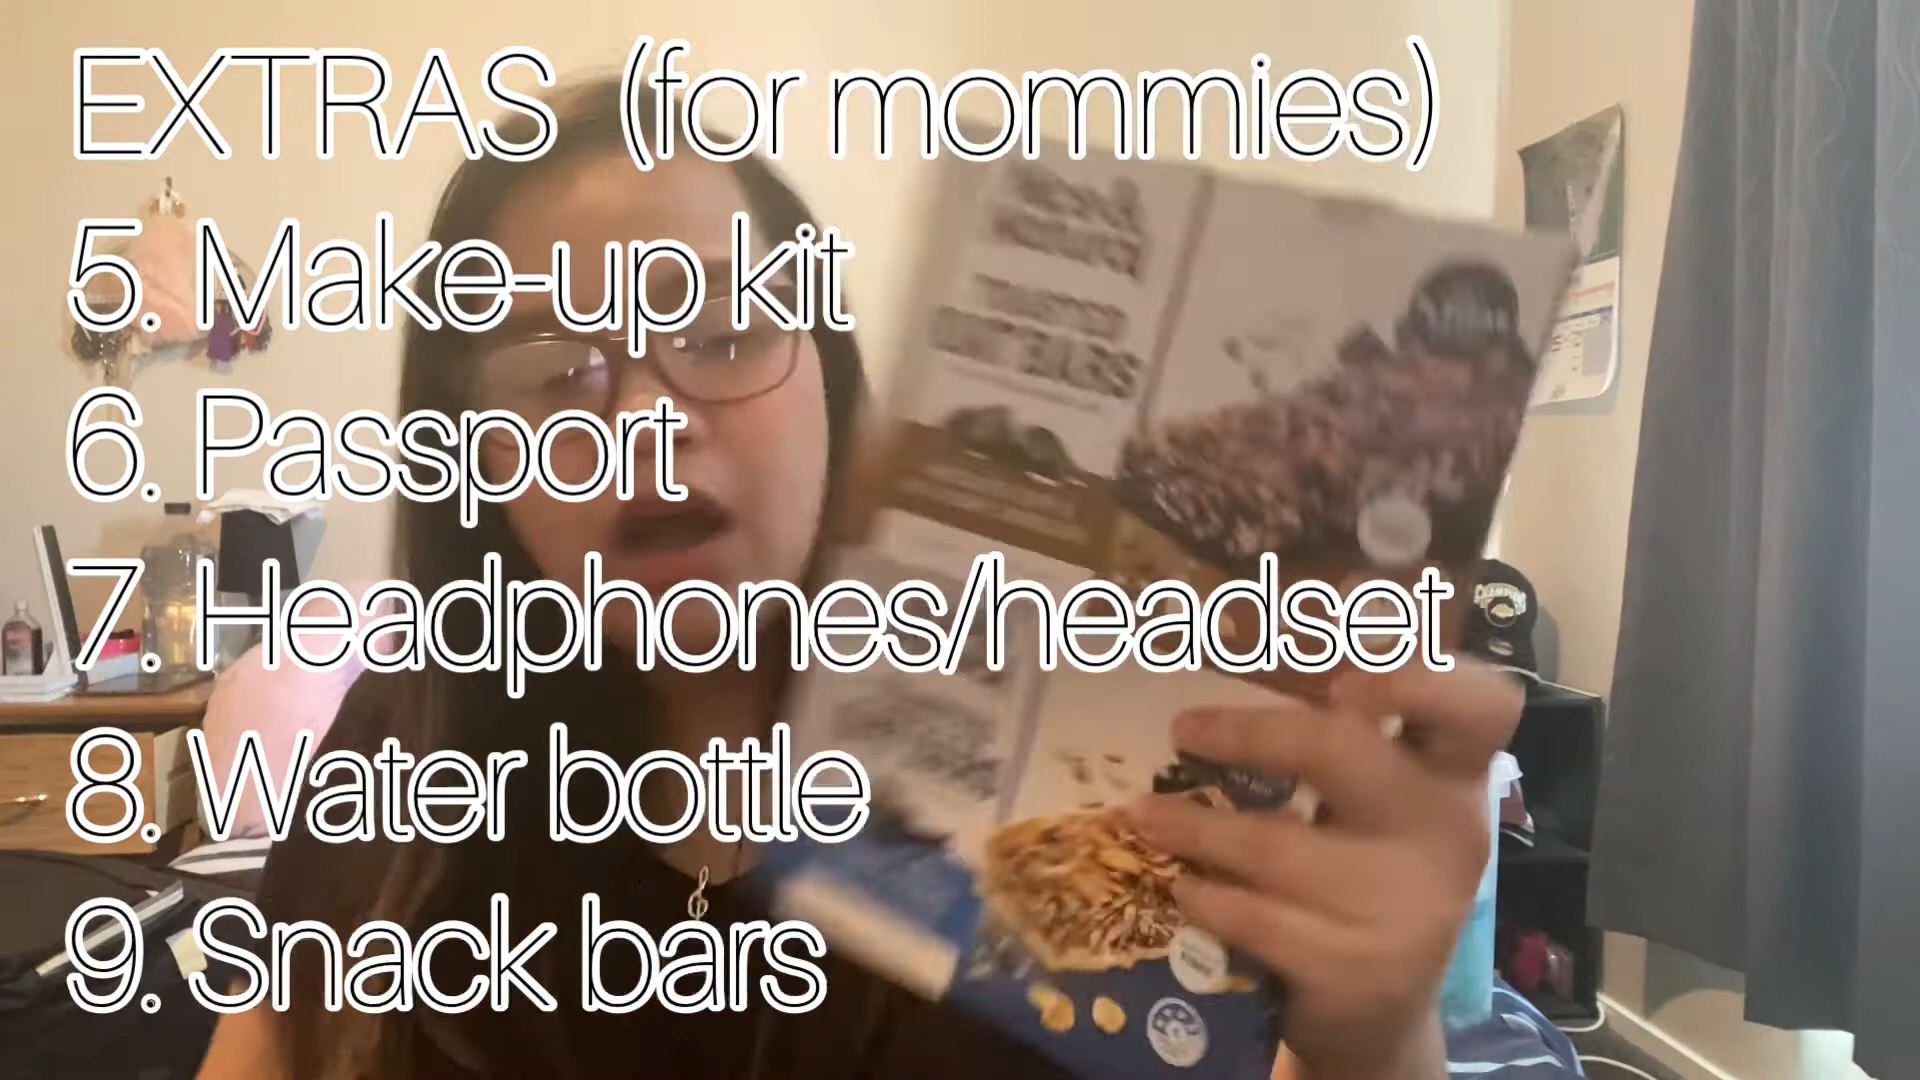 EXTRAS (for mommies)
5. Make-up kit
6. Passport
7. Headphones/headset
8. Water bottle
9. Snack bars